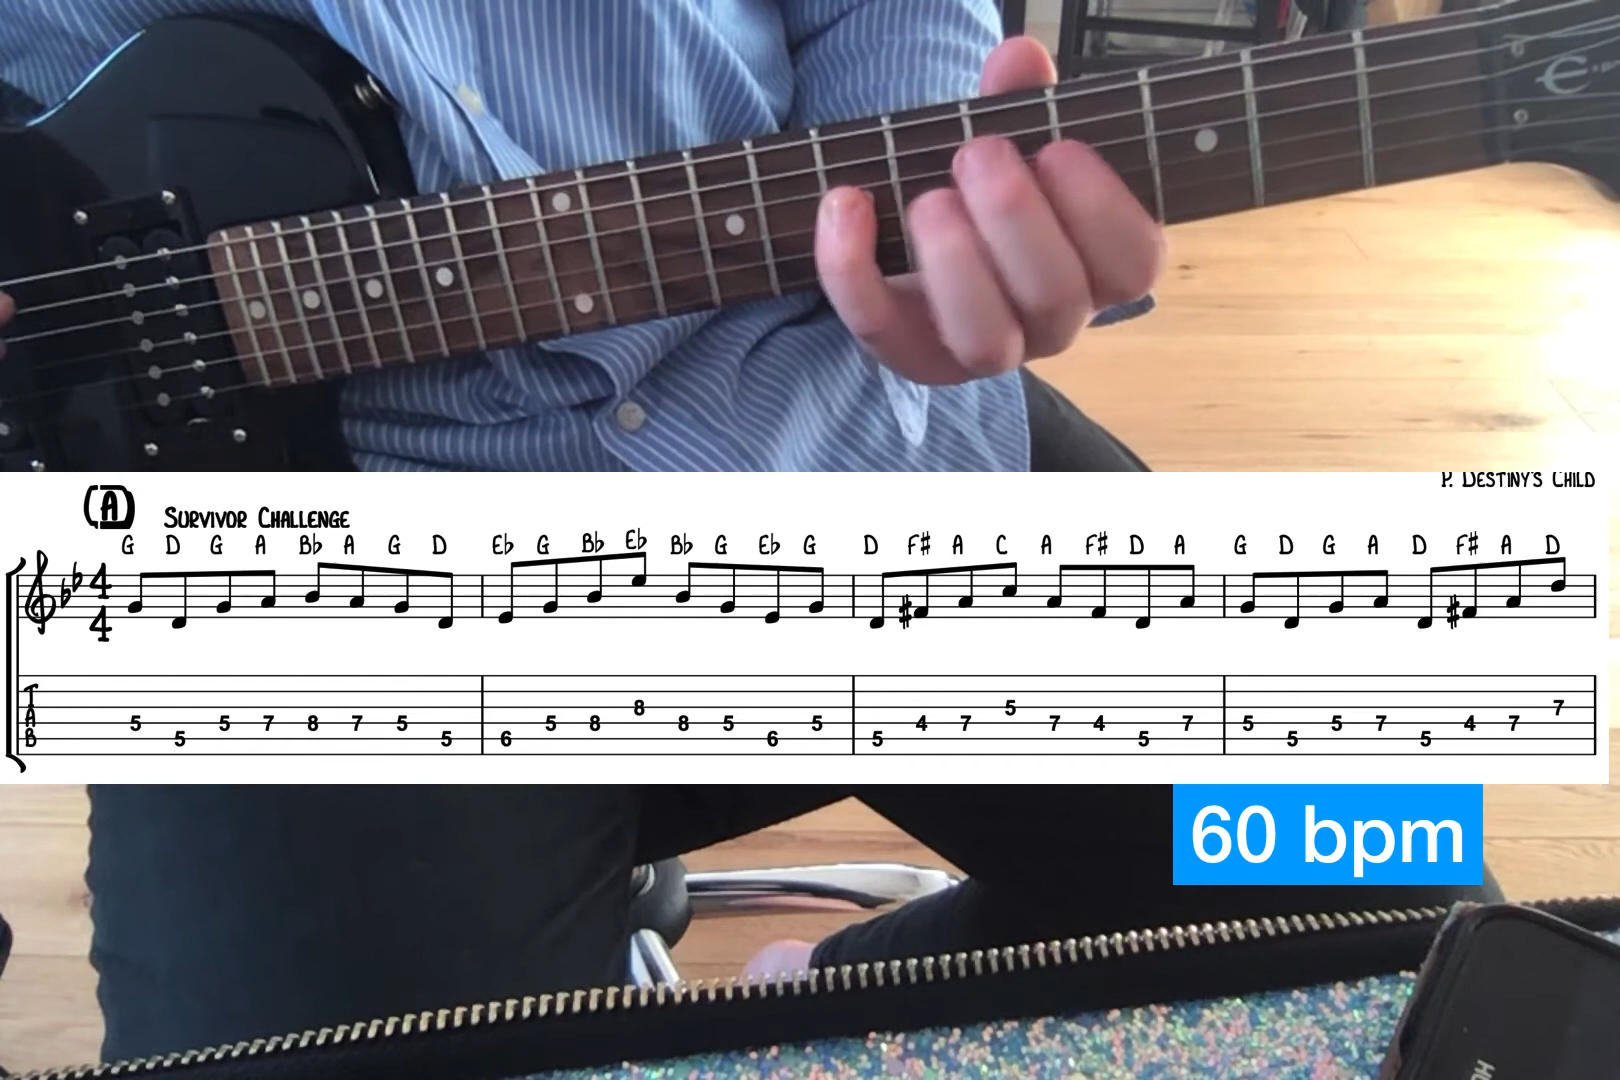 P. Destiny's Child
(A) Survivor Challenge
G D G A Bb A G D Eb G Bb Eb Bb G Eb G D F# A C A F# D A G D G A D F# A D
4
4
T
A
B
8 5 7
5 5 7 8 7 5 5 8 8 5 5 4 7 7 4 7 5 5 7 4 7
5 5 6 6 5 5 5 5
60 bpm